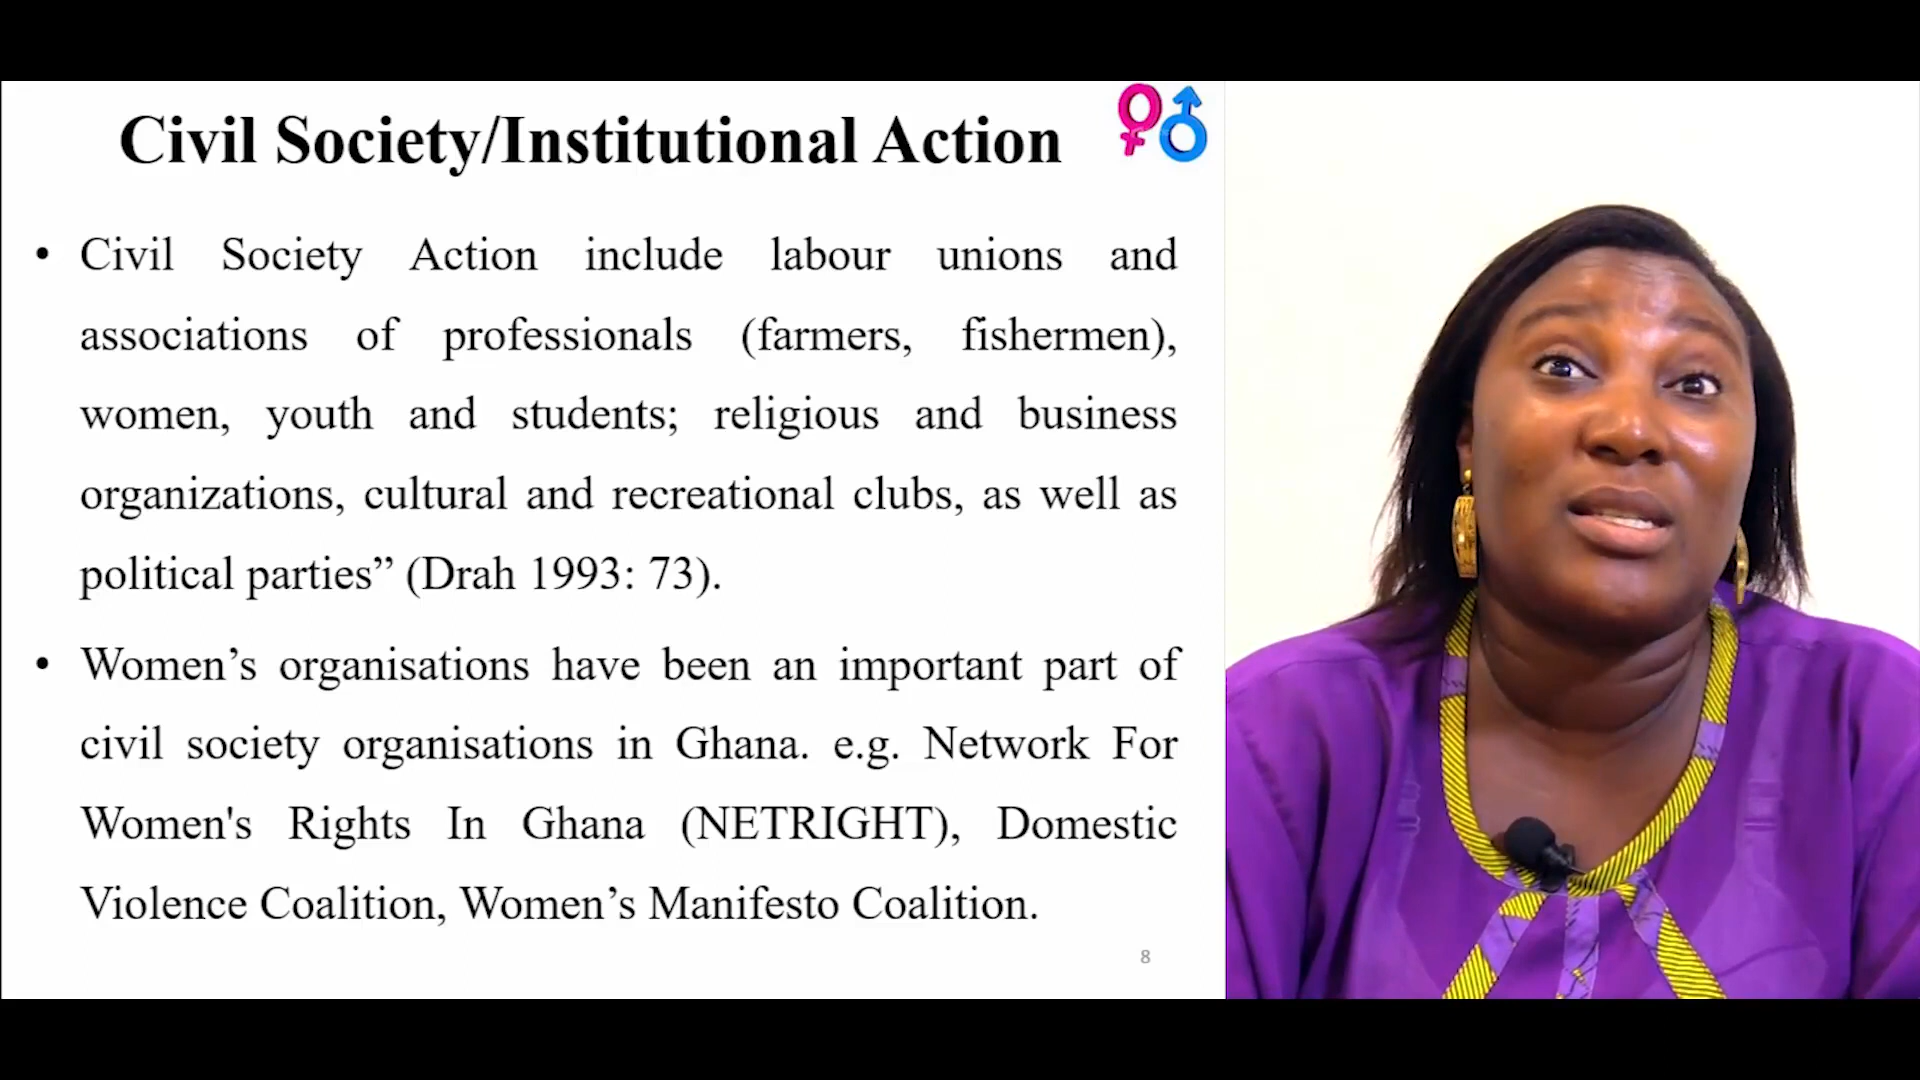 Civil Society/Institutional Action
• Civil Society Action include labour unions and
associations of professionals (farmers, fishermen),
women, youth and students; religious and business
organizations, cultural and recreational clubs, as well as
political parties” (Drah 1993: 73).
• Women’s organisations have been an important part of
civil society organisations in Ghana. e.g. Network For
Women's Rights In Ghana (NETRIGHT), Domestic
Violence Coalition, Women’s Manifesto Coalition.
8